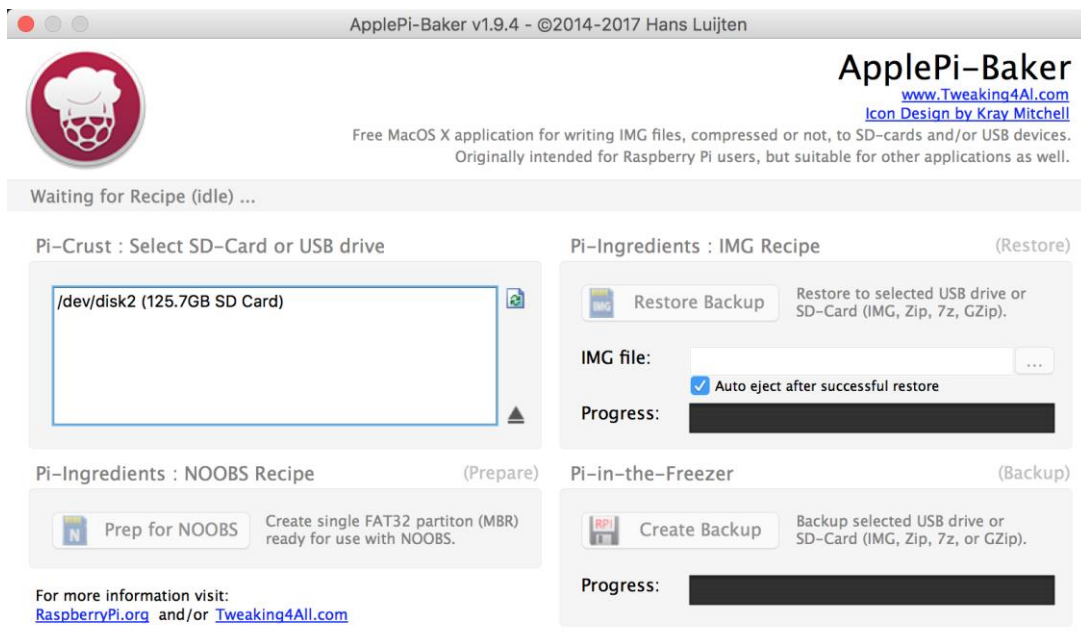 ApplePi-Baker v1.9.4 - ©2014-2017 Hans Luijten
ApplePi-Baker
www.Tweaking4Al.com
Icon Design by Kray Mitchell
Free MacOS X application for writing IMG files, compressed or not, to SD-cards and/or USB devices.
Originally intended for Raspberry Pi users, but suitable for other applications as well.
Waiting for Recipe (idle) ...
Pi-Crust : Select SD-Card or USB drive
/dev/disk2 (125.7GB SD Card)
Pi-Ingredients : IMG Recipe (Restore)
IMG
Restore Backup
Restore to selected USB drive or
SD-Card (IMG, Zip, 7z, GZip).
IMG file:
...
Auto eject after successful restore
Progress:
Pi-Ingredients : NOOBS Recipe (Prepare)
N
Prep for NOOBS
Create single FAT32 partiton (MBR)
ready for use with NOOBS.
Pi-in-the-Freezer (Backup)
RPI
Create Backup
Backup selected USB drive or
SD-Card (IMG, Zip, 7z, or GZip).
Progress:
For more information visit:
RaspberryPi.org and/or Tweaking4All.com